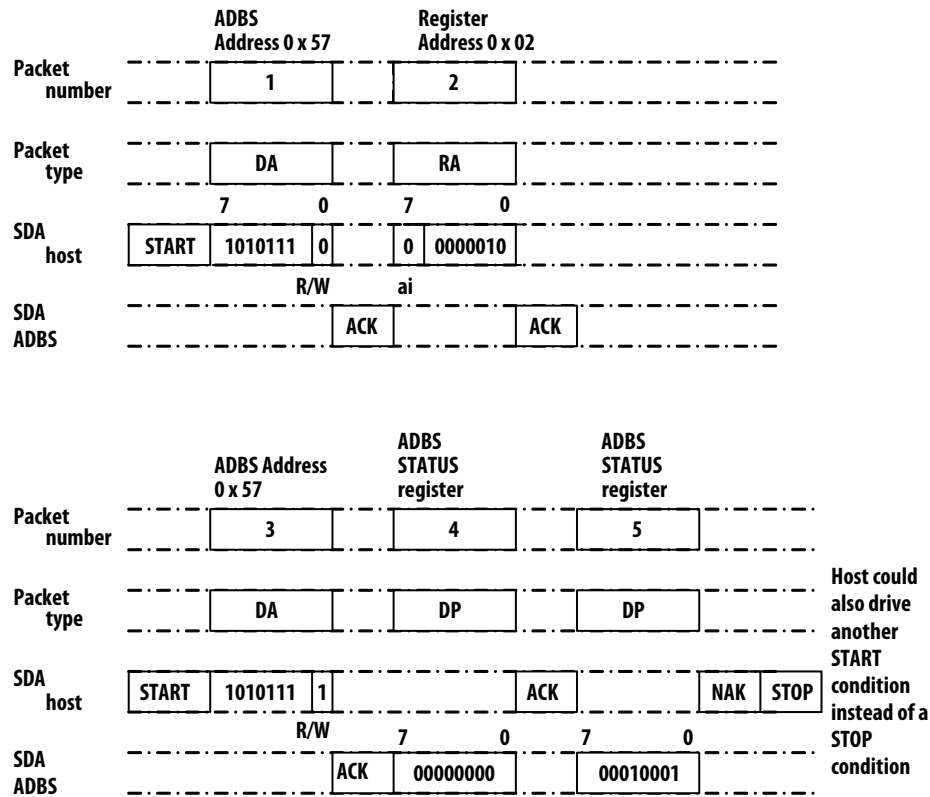 ADBS
Address 0 x 57
Register
Address 0 x 02
Packet
number
1
2
Packet
type
DA
RA
7 0 7 0
SDA
host
START 1010111 0 0 0000010
R/W ai
SDA
ADBS
ACK ACK
ADBS Address
0 x 57
ADBS
STATUS
register
ADBS
STATUS
register
Packet
number
3 4 5
Packet
type
DA DP DP
SDA
host
START 1010111 1 ACK NAK STOP
R/W 7 0 7 0
SDA
ADBS
ACK 00000000 00010001
Host could
also drive
another
START
condition
instead of a
STOP
condition